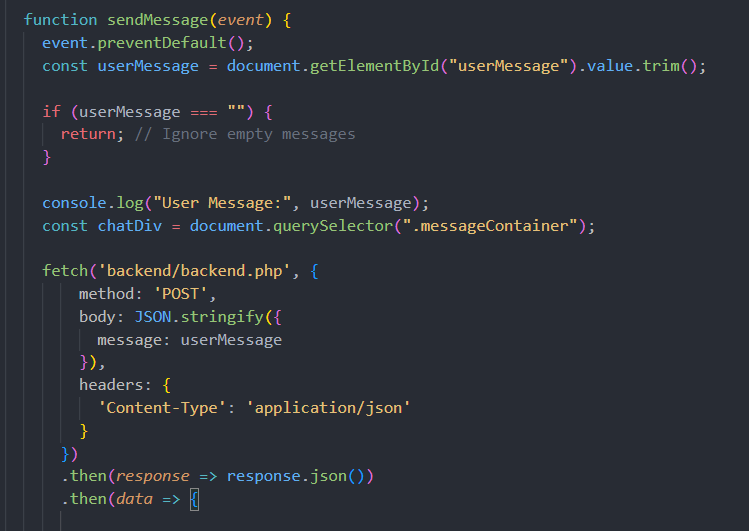 function sendMessage(event) {
event.preventDefault();
const userMessage = document.getElementById("userMessage").value.trim();
if (userMessage === "") {
return; // Ignore empty messages
}
console.log("User Message:", userMessage);
const chatDiv = document.querySelector(".messageContainer");
fetch('backend/backend.php', {
method: 'POST',
body: JSON.stringify({
message: userMessage
}),
headers: {
'Content-Type': 'application/json'
}
})
.then(response => response.json())
.then(data => {